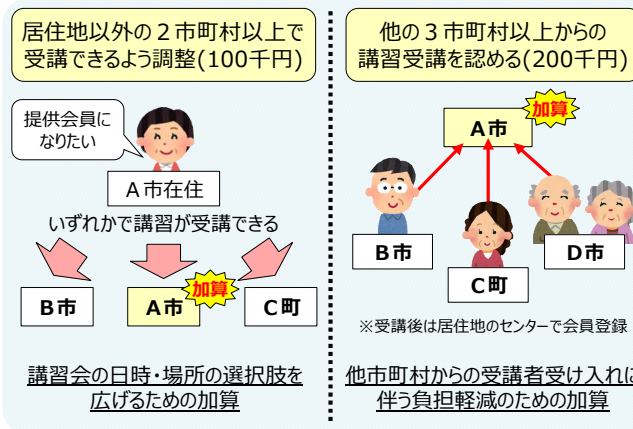 居住地以外の２市町村以上で
受講できるよう調整(100千円)
提供会員に
なりたい
Ａ市在住
いずれかで講習が受講できる
Ｂ市
Ａ市
加算
Ｃ町
講習会の日時・場所の選択肢を
広げるための加算
他の３市町村以上からの
講習受講を認める(200千円)
Ａ市
加算
Ｂ市
Ｃ町
Ｄ市
※受講後は居住地のセンターで会員登録
他市町村からの受講者受け入れに
伴う負担軽減のための加算